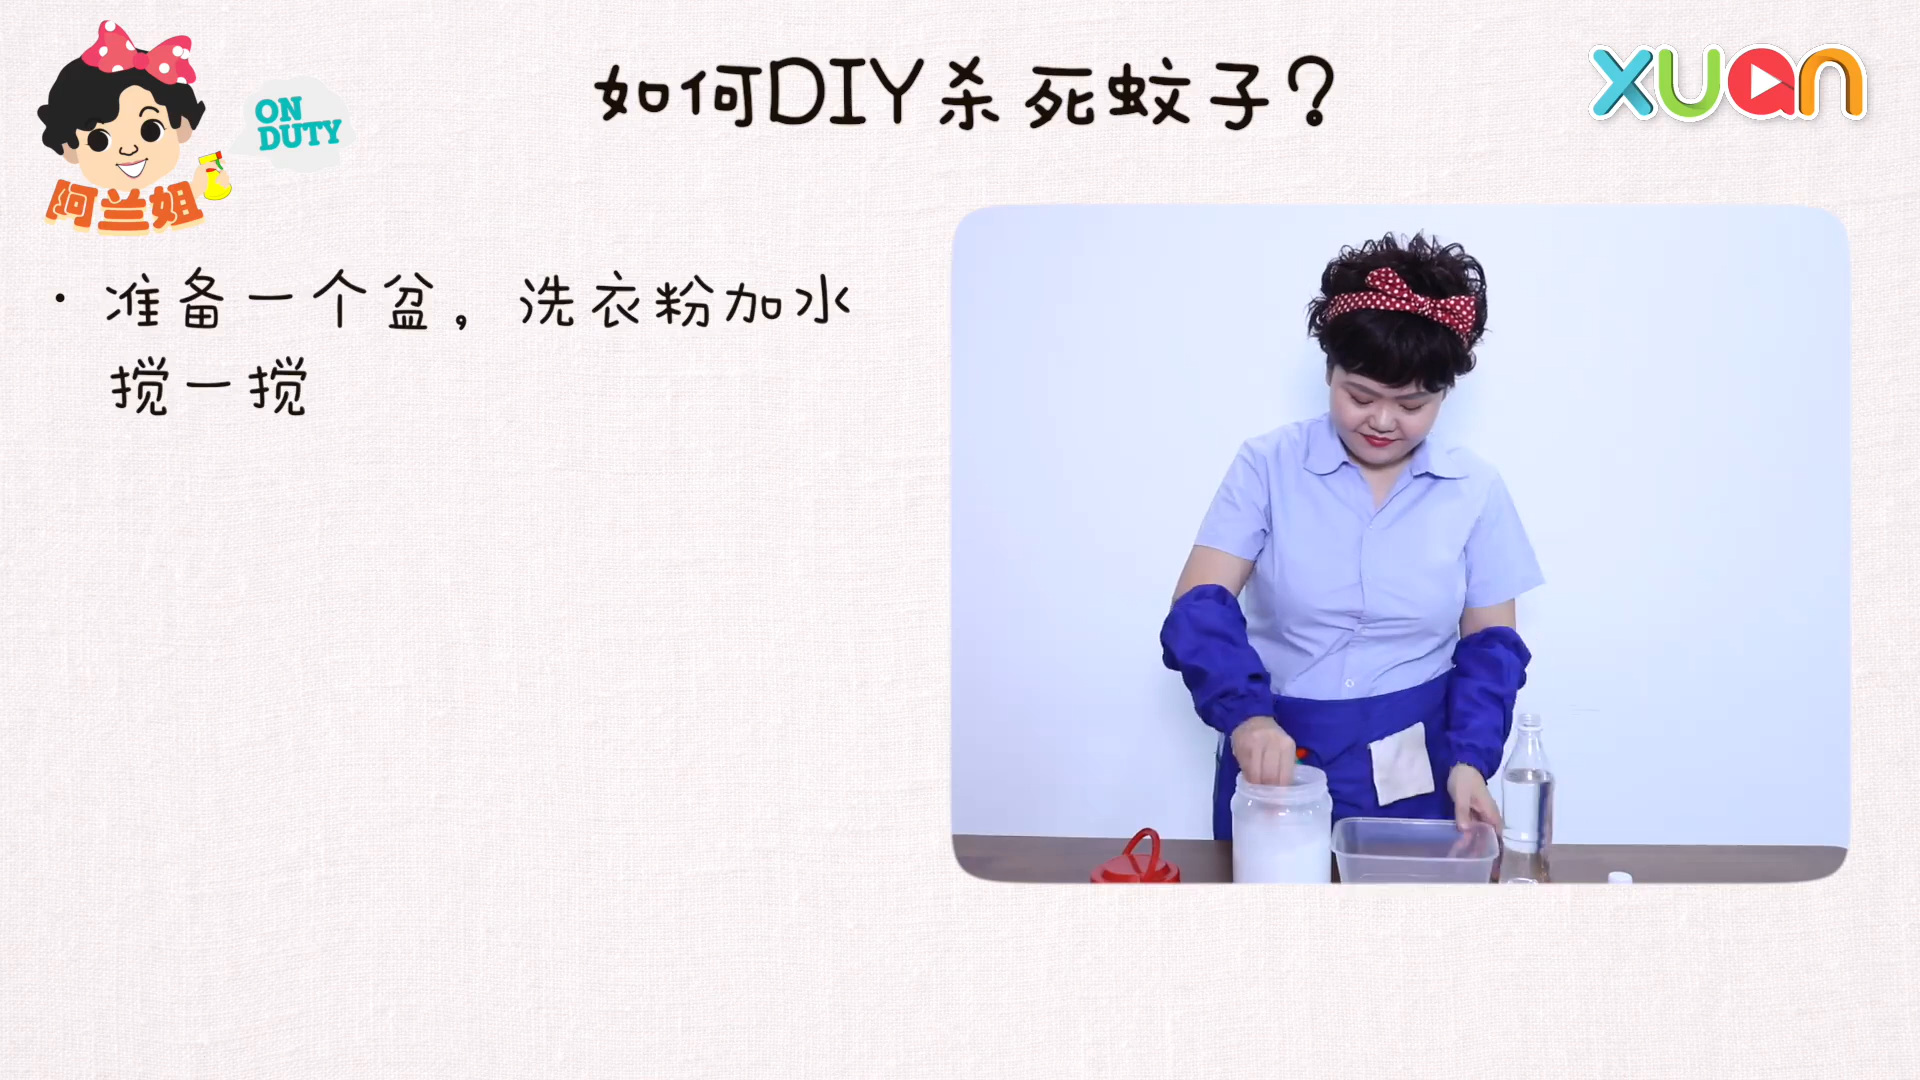 如何DIY杀死蚊子?
xuan
ON
DUTY
阿兰姐
· 准备一个盆，洗衣粉加水
搅一搅